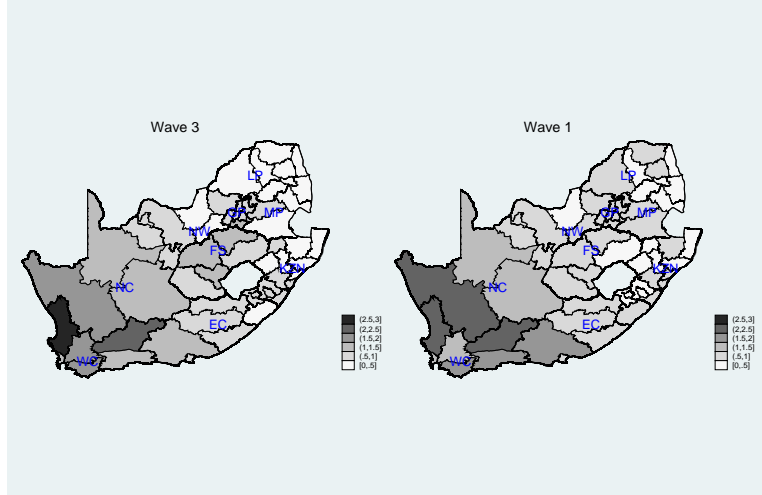 Wave 3
LP
GP
MP
NW
FS
KZN
NC
EC
WC
(2.5,3]
(2,2.5]
(1.5,2]
(1,1.5]
(.5,1]
[0,.5]
Wave 1
LP
GP
MP
NW
FS
KZN
NC
EC
WC
(2.5,3]
(2,2.5]
(1.5,2]
(1,1.5]
(.5,1]
[0,.5]